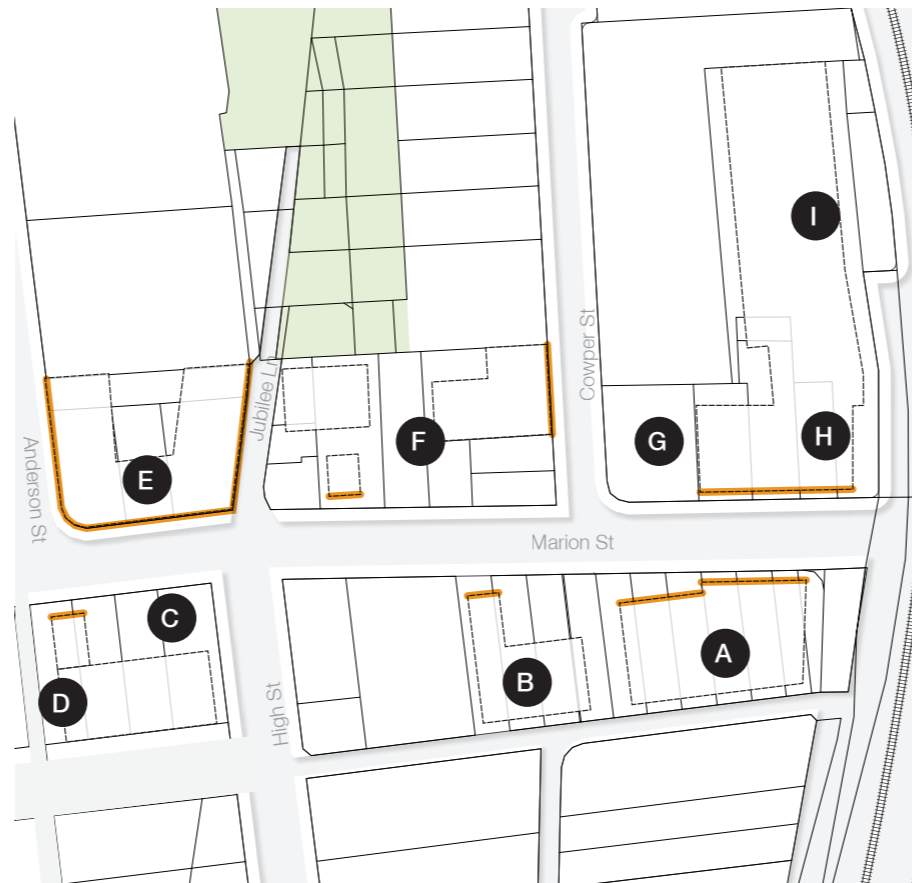 I
Cowper St
Jubilee Ln
F
G
H
E
Anderson St
Marion St
C
A
B
D
High St